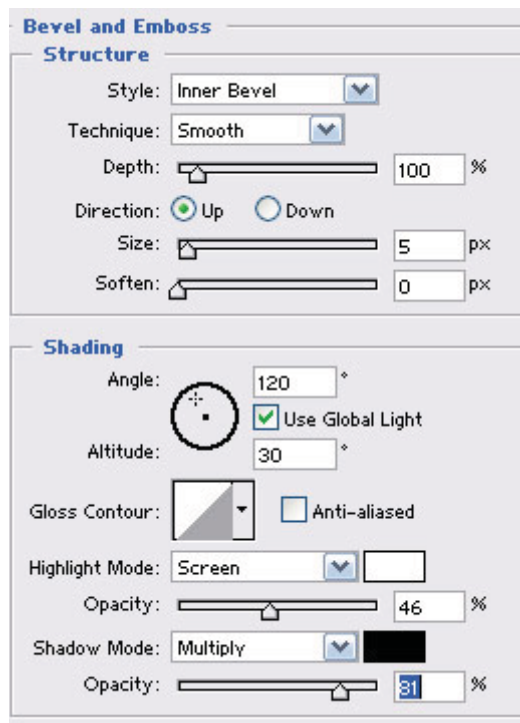 Bevel and Emboss
Structure
Style: Inner Bevel
Technique: Smooth
Depth: 100 %
Direction: Up Down
Size: 5 px
Soften: 0 px
Shading
Angle: 120 °
Use Global Light
Altitude: 30 °
Gloss Contour: Anti-aliased
Highlight Mode: Screen
Opacity: 46 %
Shadow Mode: Multiply
Opacity: 81 %